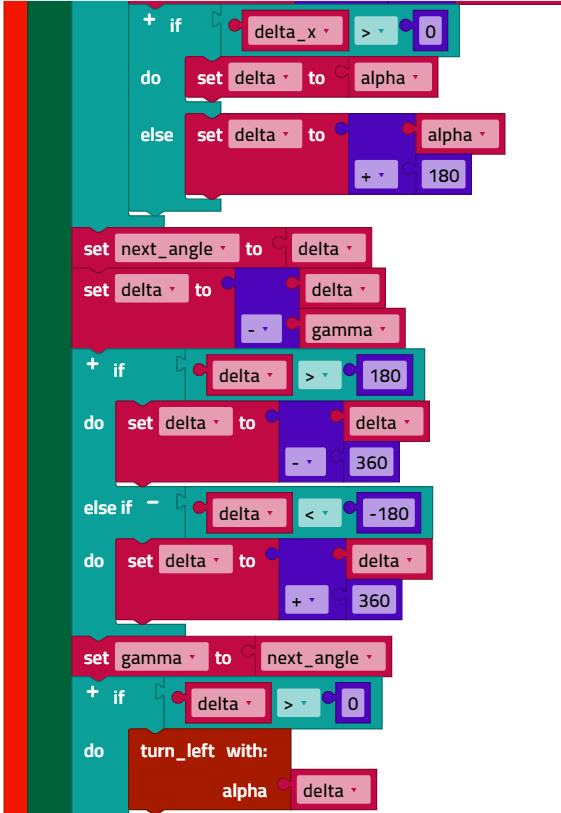 + if delta_x > 0
do set delta to alpha
else set delta to alpha
+ 180
set next_angle to delta
set delta to delta
- gamma
+ if delta > 180
do set delta to delta
- 360
else if - delta < -180
do set delta to delta
+ 360
set gamma to next_angle
+ if delta > 0
do turn_left with:
alpha delta